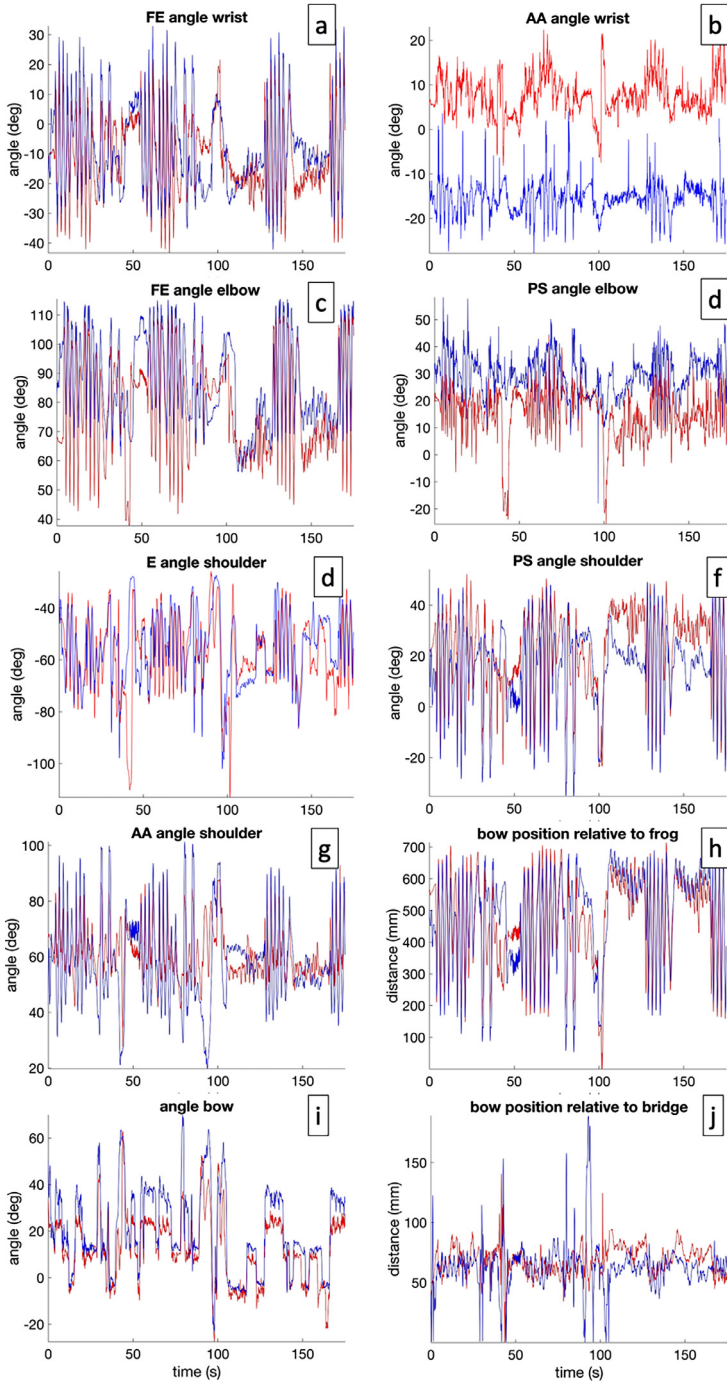 FE angle wrist
a
30
20
10
0
-10
-20
-30
-40
angle (deg)
0 50 100 150
AA angle wrist
b
20
10
0
-10
-20
angle (deg)
0 50 100 150
FE angle elbow
c
110
100
90
80
70
60
50
40
angle (deg)
0 50 100 150
PS angle elbow
d
50
40
30
20
10
0
-10
-20
angle (deg)
0 50 100 150
E angle shoulder
d
-40
-60
-80
-100
angle (deg)
0 50 100 150
PS angle shoulder
f
40
20
0
-20
angle (deg)
0 50 100 150
AA angle shoulder
g
100
80
60
40
20
angle (deg)
0 50 100 150
bow position relative to frog
h
700
600
500
400
300
200
100
distance (mm)
0 50 100 150
angle bow
i
60
40
20
0
-20
angle (deg)
0 50 100 150
time (s)
bow position relative to bridge
j
150
100
50
distance (mm)
0 50 100 150
time (s)